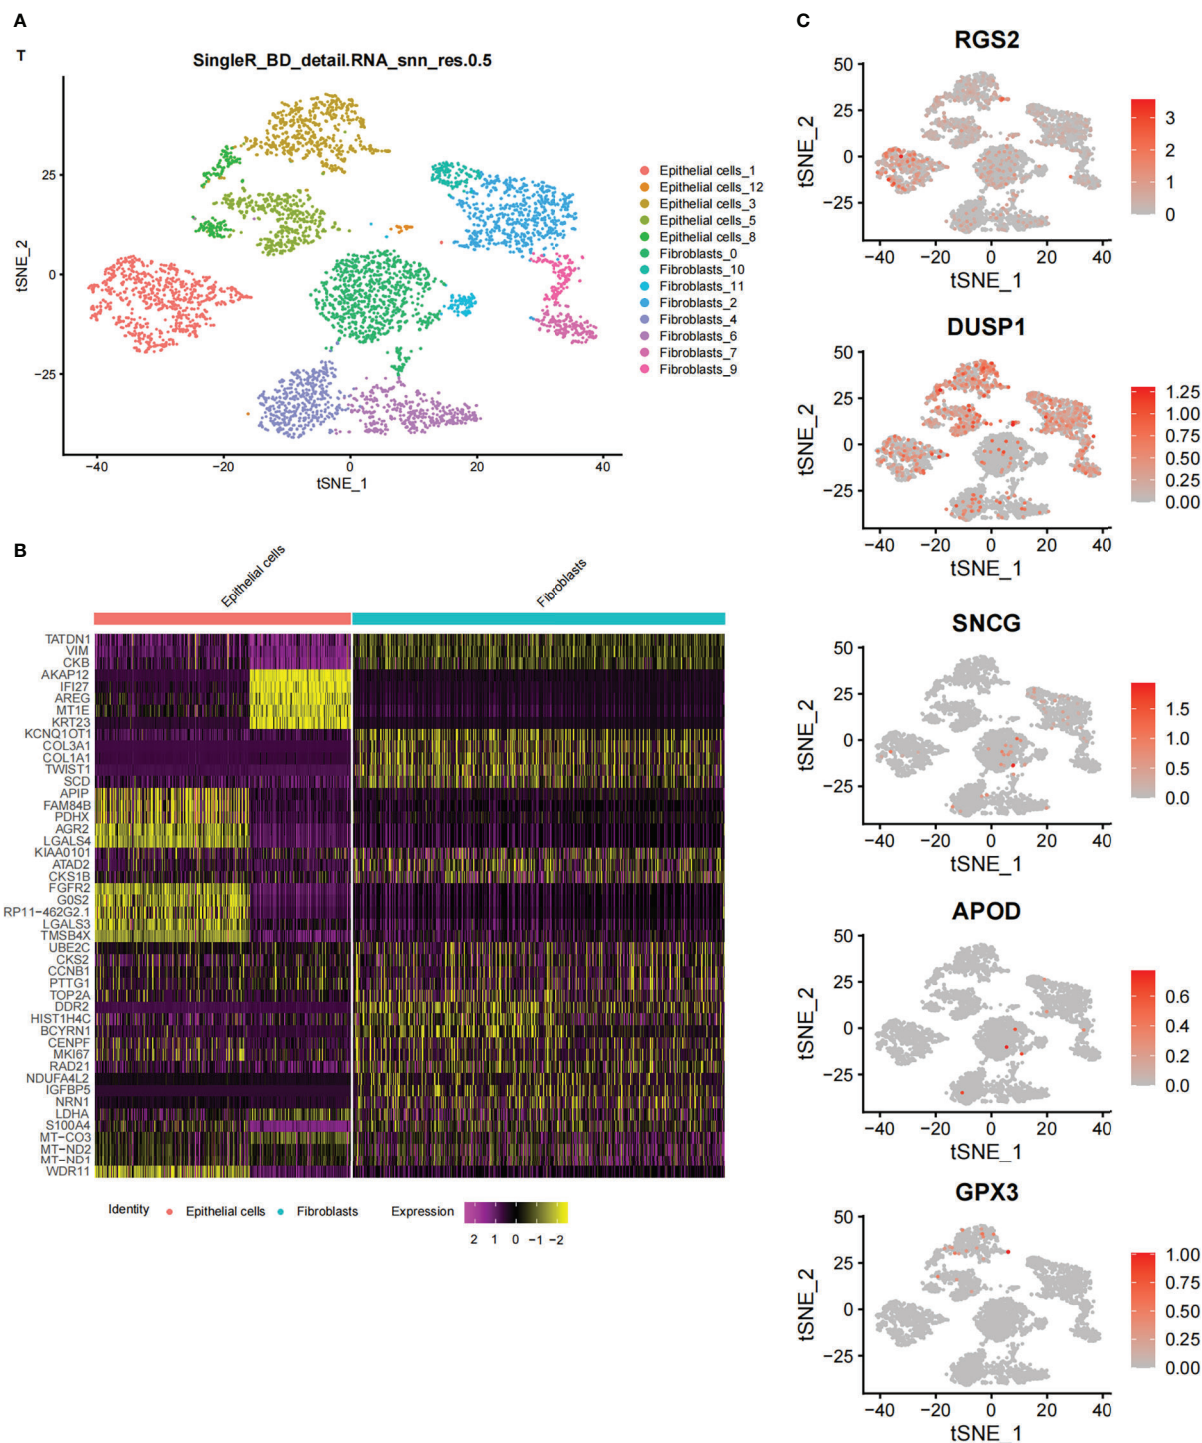 A
T
SingleR_BD_detail.RNA_snn_res.0.5
tSNE_2
25
0
−25
−40 −20 0 20 40
tSNE_1
Epithelial cells_1
Epithelial cells_12
Epithelial cells_3
Epithelial cells_5
Epithelial cells_8
Fibroblasts_0
Fibroblasts_10
Fibroblasts_11
Fibroblasts_2
Fibroblasts_4
Fibroblasts_6
Fibroblasts_7
Fibroblasts_9
B
Epithelial cells
Fibroblasts
TATDN1
VIM
CKB
AKAP12
IFI27
AREG
MT1E
KRT23
KCNQ1OT1
COL3A1
COL1A1
TWIST1
SCD
APIP
FAM84B
PDHX
AGR2
LGALS4
KIAA0101
ATAD2
CKS1B
FGFR2
G0S2
RP11−462G2.1
LGALS3
TMSB4X
UBE2C
CKS2
CCNB1
PTTG1
TOP2A
DDR2
HIST1H4C
BCYRN1
CENPF
MKI67
RAD21
NDUFA4L2
IGFBP5
NRN1
LDHA
S100A4
MT−CO3
MT−ND2
MT−ND1
WDR11
Identity Epithelial cells Fibroblasts Expression
2 1 0 −1 −2
C
RGS2
tSNE_2
50
25
0
−25
−40 −20 0 20 40
tSNE_1
3
2
1
0
DUSP1
tSNE_2
50
25
0
−25
−40 −20 0 20 40
tSNE_1
1.25
1.00
0.75
0.50
0.25
0.00
SNCG
tSNE_2
50
25
0
−25
−40 −20 0 20 40
tSNE_1
1.5
1.0
0.5
0.0
APOD
tSNE_2
50
25
0
−25
−40 −20 0 20 40
tSNE_1
0.6
0.4
0.2
0.0
GPX3
tSNE_2
50
25
0
−25
−40 −20 0 20 40
tSNE_1
1.00
0.75
0.50
0.25
0.00